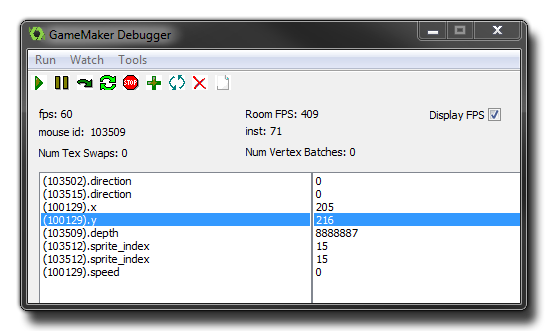 GameMaker Debugger
Run Watch Tools
STOP
fps: 60 Room FPS: 409 Display FPS
mouse id: 103509 inst: 71
Num Tex Swaps: 0 Num Vertex Batches: 0
(103502).direction 0
(103515).direction 0
(100129).x 205
(100129).y 216
(103509).depth 8888887
(103512).sprite_index 15
(103512).sprite_index 15
(100129).speed 0